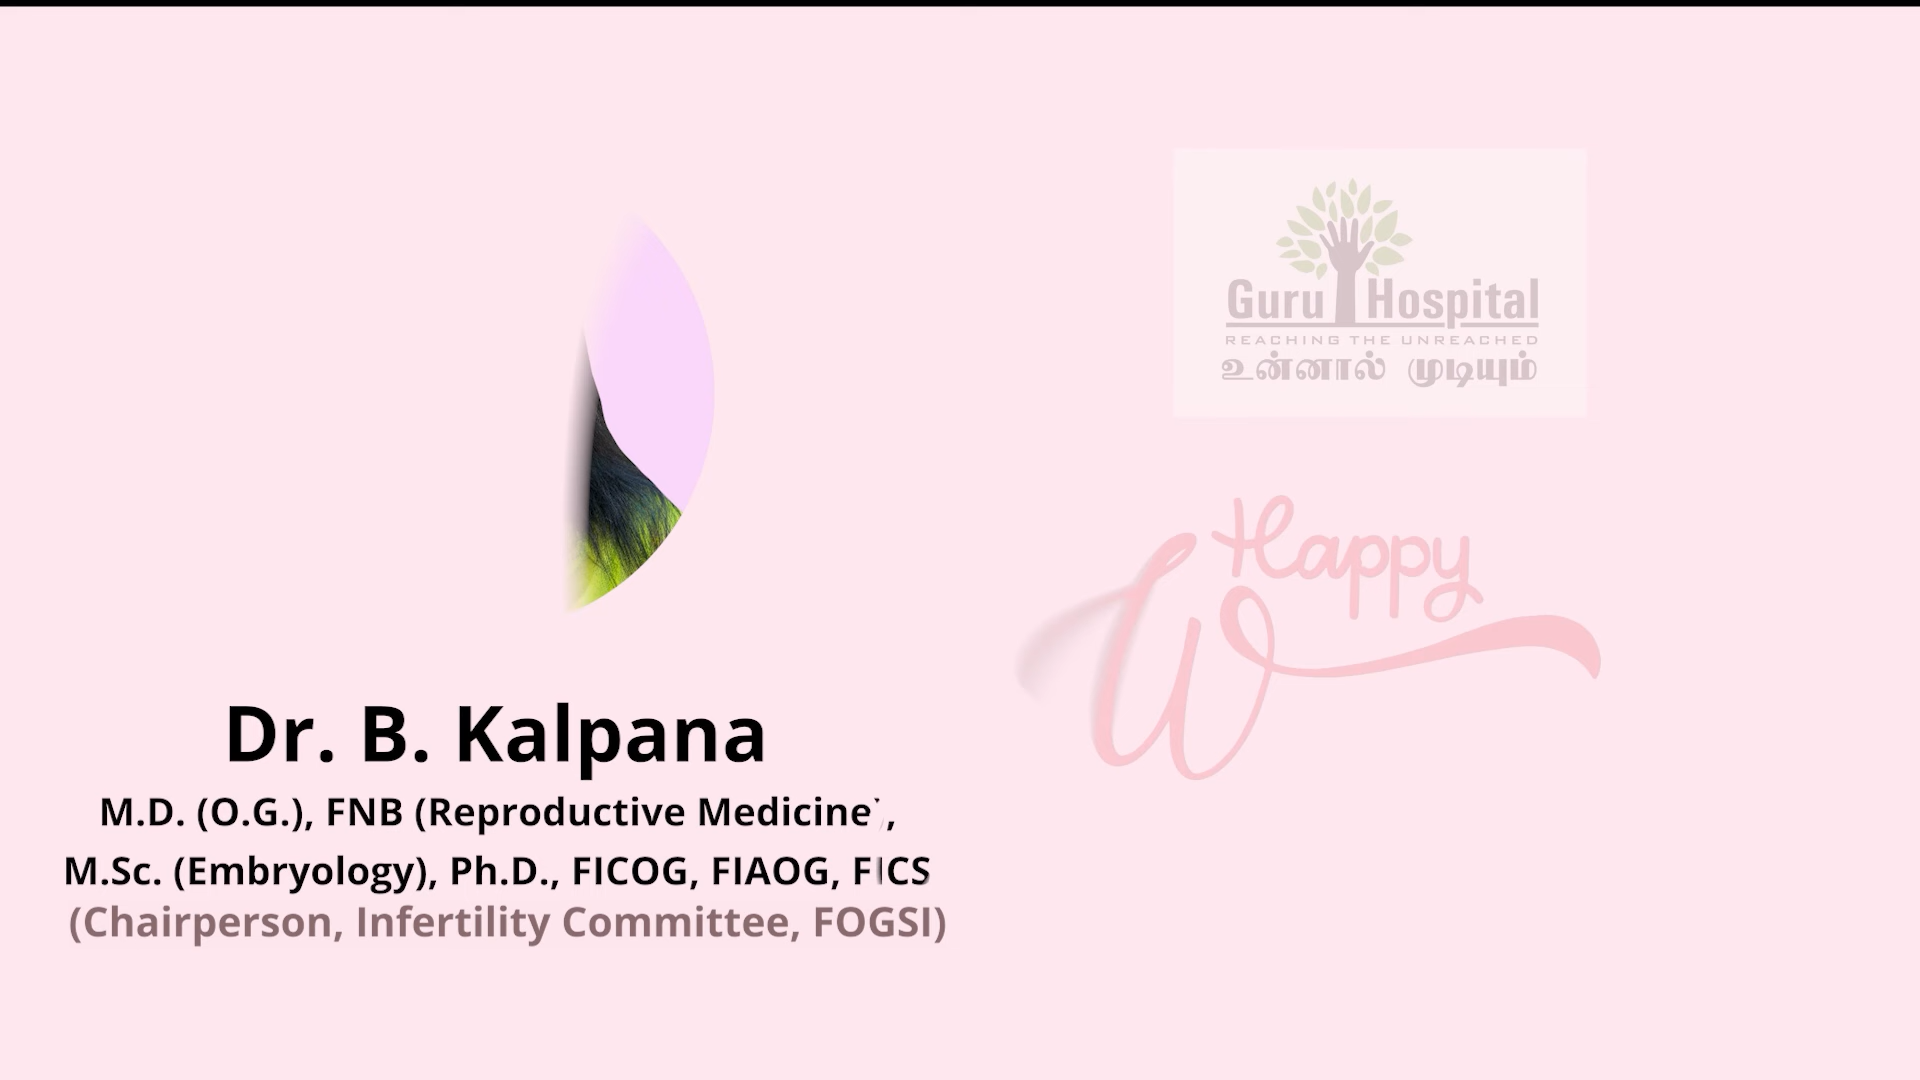 Dr. B. Kalpana
M.D. (O.G.), FNB (Reproductive Medicine),
M.Sc. (Embryology), Ph.D., FICOG, FIAOG, FICS
(Chairperson, Infertility Committee, FOGSI)
Guru Hospital
REACHING THE UNREACHED
உன்னால் முடியும்
Happy
W